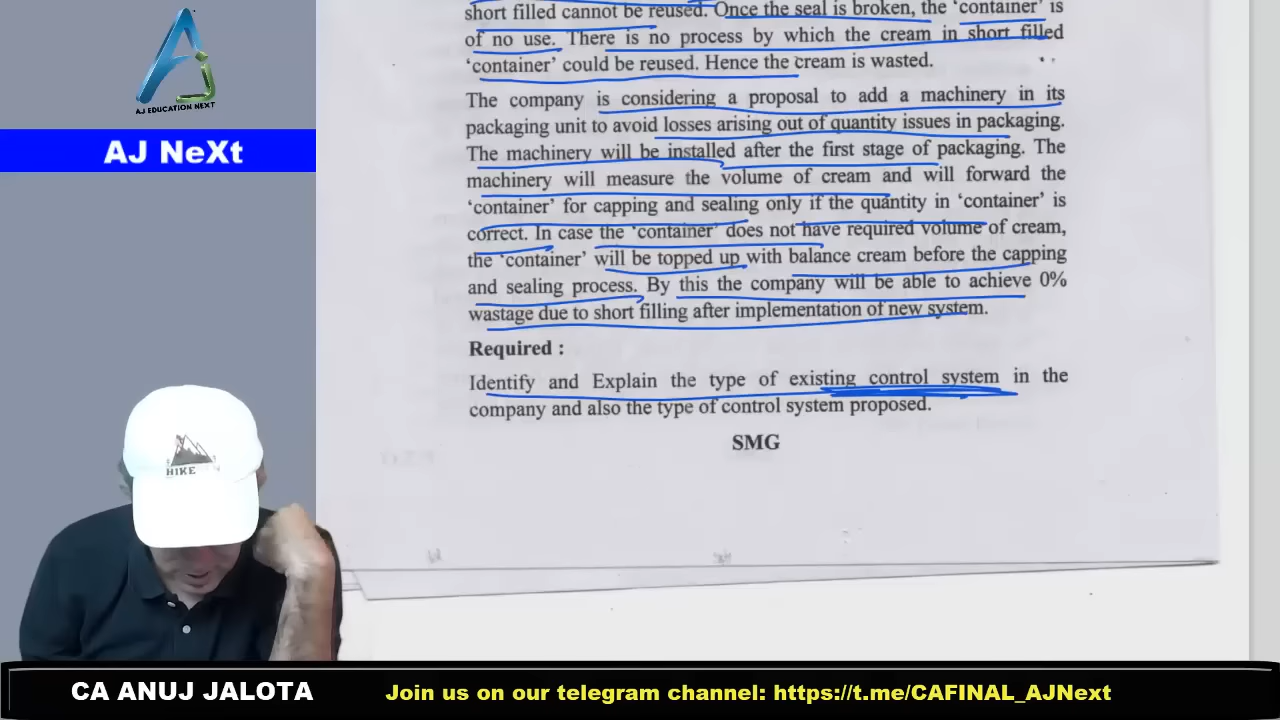 AJ EDUCATION NEXT
AJ NeXt
short filled cannot be reused. Once the seal is broken, the ‘container’ is
of no use. There is no process by which the cream in short filled
‘container’ could be reused. Hence the cream is wasted.
The company is considering a proposal to add a machinery in its
packaging unit to avoid losses arising out of quantity issues in packaging.
The machinery will be installed after the first stage of packaging. The
machinery will measure the volume of cream and will forward the
‘container’ for capping and sealing only if the quantity in ‘container’ is
correct. In case the ‘container’ does not have required volume of cream,
the ‘container’ will be topped up with balance cream before the capping
and sealing process. By this the company will be able to achieve 0%
wastage due to short filling after implementation of new system.
Required :
Identify and Explain the type of existing control system in the
company and also the type of control system proposed.
SMG
HIKE
CA ANUJ JALOTA
Join us on our telegram channel: https://t.me/CAFINAL_AJNext